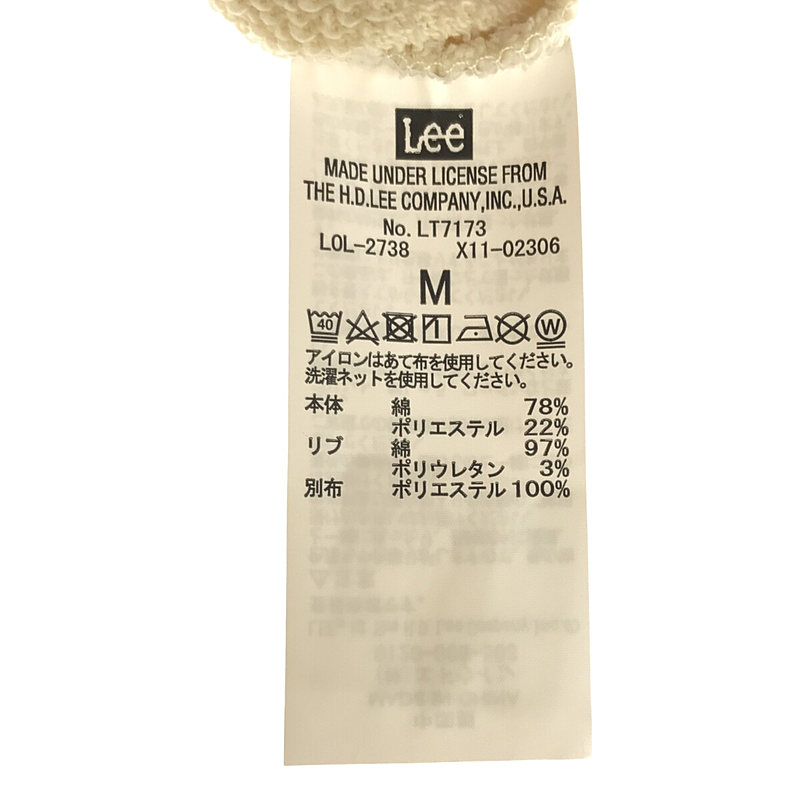 Lee
MADE UNDER LICENSE FROM
THE H.D.LEE COMPANY,INC.,U.S.A.
No. LT7173
LOL-2738 X11-02306
M
40 W
アイロンはあて布を使用してください。
洗濯ネットを使用してください。
本体 綿 78%
ポリエステル 22%
リブ 綿 97%
ポリウレタン 3%
別布 ポリエステル 100%